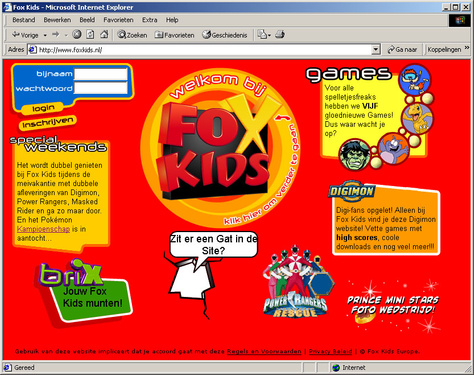 Fox Kids - Microsoft Internet Explorer
Bestand Bewerken Beeld Favorieten Extra Help
Vorige Zoeken Favorieten Geschiedenis
Adres http://www.foxkids.nl/ Ga naar Koppelingen »
bijnaam
wachtwoord
login
inschrijven
special
weekends
Het wordt dubbel genieten
bij Fox Kids tijdens de
meivakantie met dubbele
afleveringen van Digimon,
Power Rangers, Masked
Rider en ga zo maar door.
En het Pokémon
Kampioenschap is in
aantocht...
welkom bij
FOX
KIDS
klik hier om verder te gaan
games
Voor alle
spelletjesfreaks
hebben we VIJF
gloednieuwe Games!
Dus waar wacht je
op?
DIGIMON
Digi-fans opgelet! Alleen bij
Fox Kids vind je deze Digimon
website! Vette games met
high scores, coole
downloads en nog veel meer!!!
Zit er een Gat in de
Site?
brix
Jouw Fox
Kids munten!
POWER RANGERS
RESCUE
PRINCE MINI STARS
FOTO WEDSTRIJD!
Gebruik van deze website impliceert dat je akoord gaat met deze Regels en Voorwaarden | Privacy Beleid | © Fox Kids Europe.
Gereed Internet